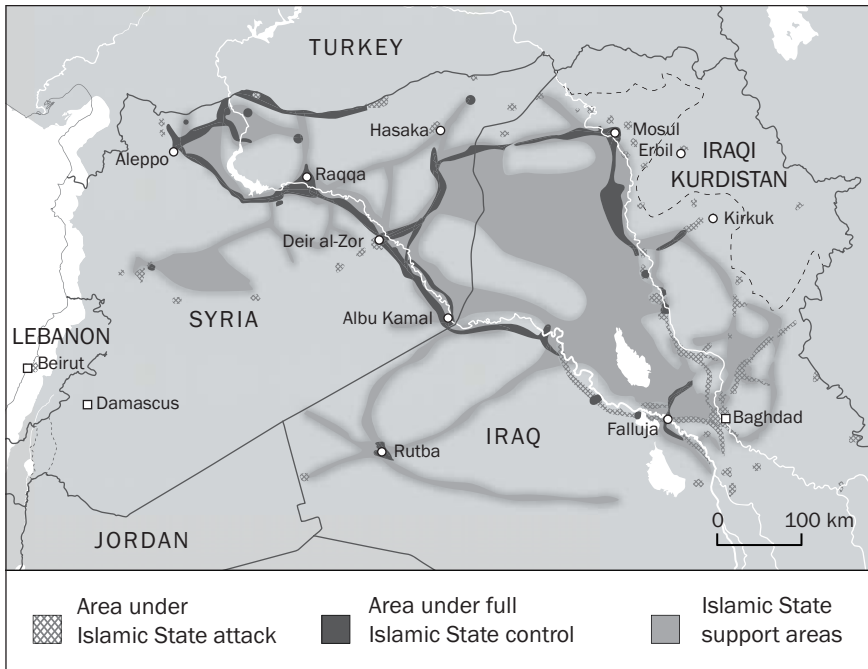 TURKEY
Hasaka
Mosul
Erbil
IRAQI
KURDISTAN
Aleppo
Raqqa
Kirkuk
Deir al-Zor
SYRIA
Albu Kamal
LEBANON
Beirut
Damascus
Baghdad
Falluja
IRAQ
Rutba
JORDAN
0 100 km
Area under
Islamic State attack
Area under full
Islamic State control
Islamic State
support areas